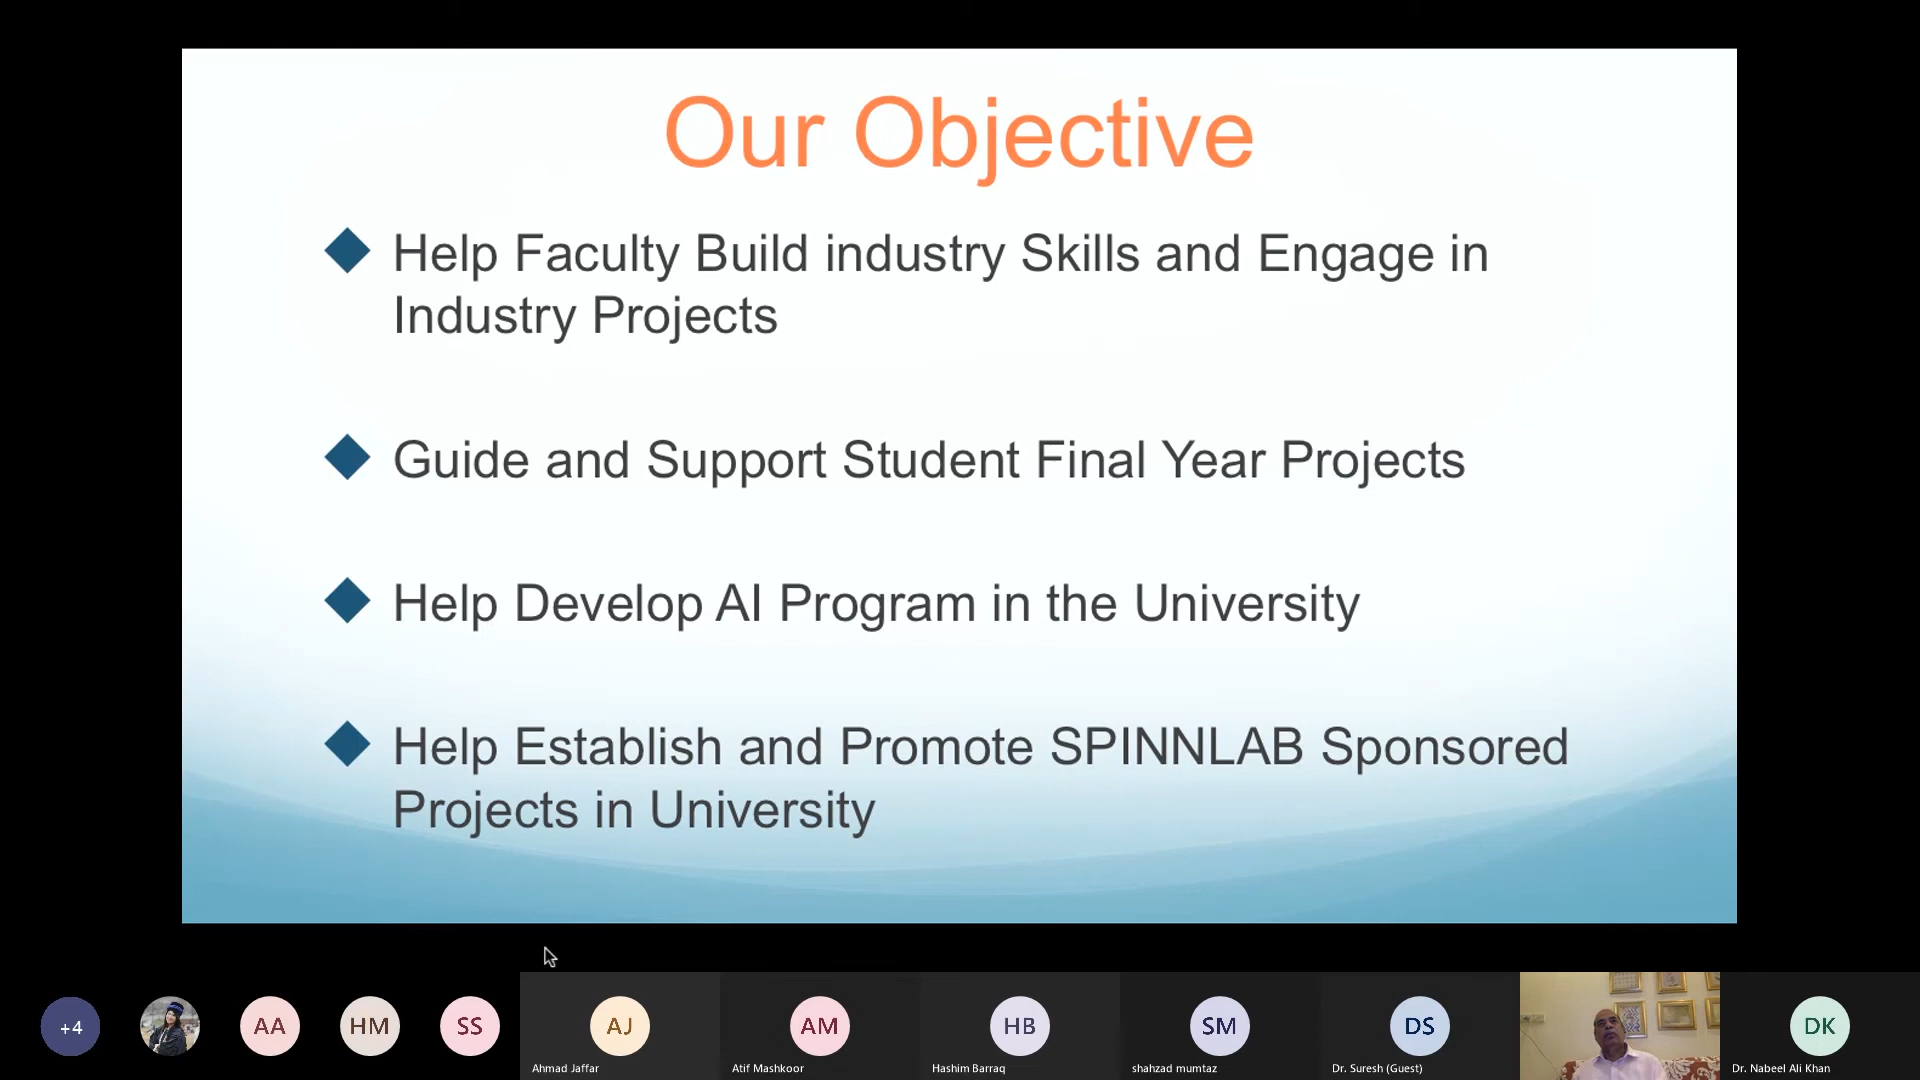 Our Objective
Help Faculty Build industry Skills and Engage in
Industry Projects
Guide and Support Student Final Year Projects
Help Develop AI Program in the University
Help Establish and Promote SPINNLAB Sponsored
Projects in University
+4
AA
HM
SS
AJ
AM
HB
SM
DS
DK
Ahmad Jaffar
Atif Mashkoor
Hashim Barraq
shahzad mumtaz
Dr. Suresh (Guest)
Dr. Nabeel Ali Khan